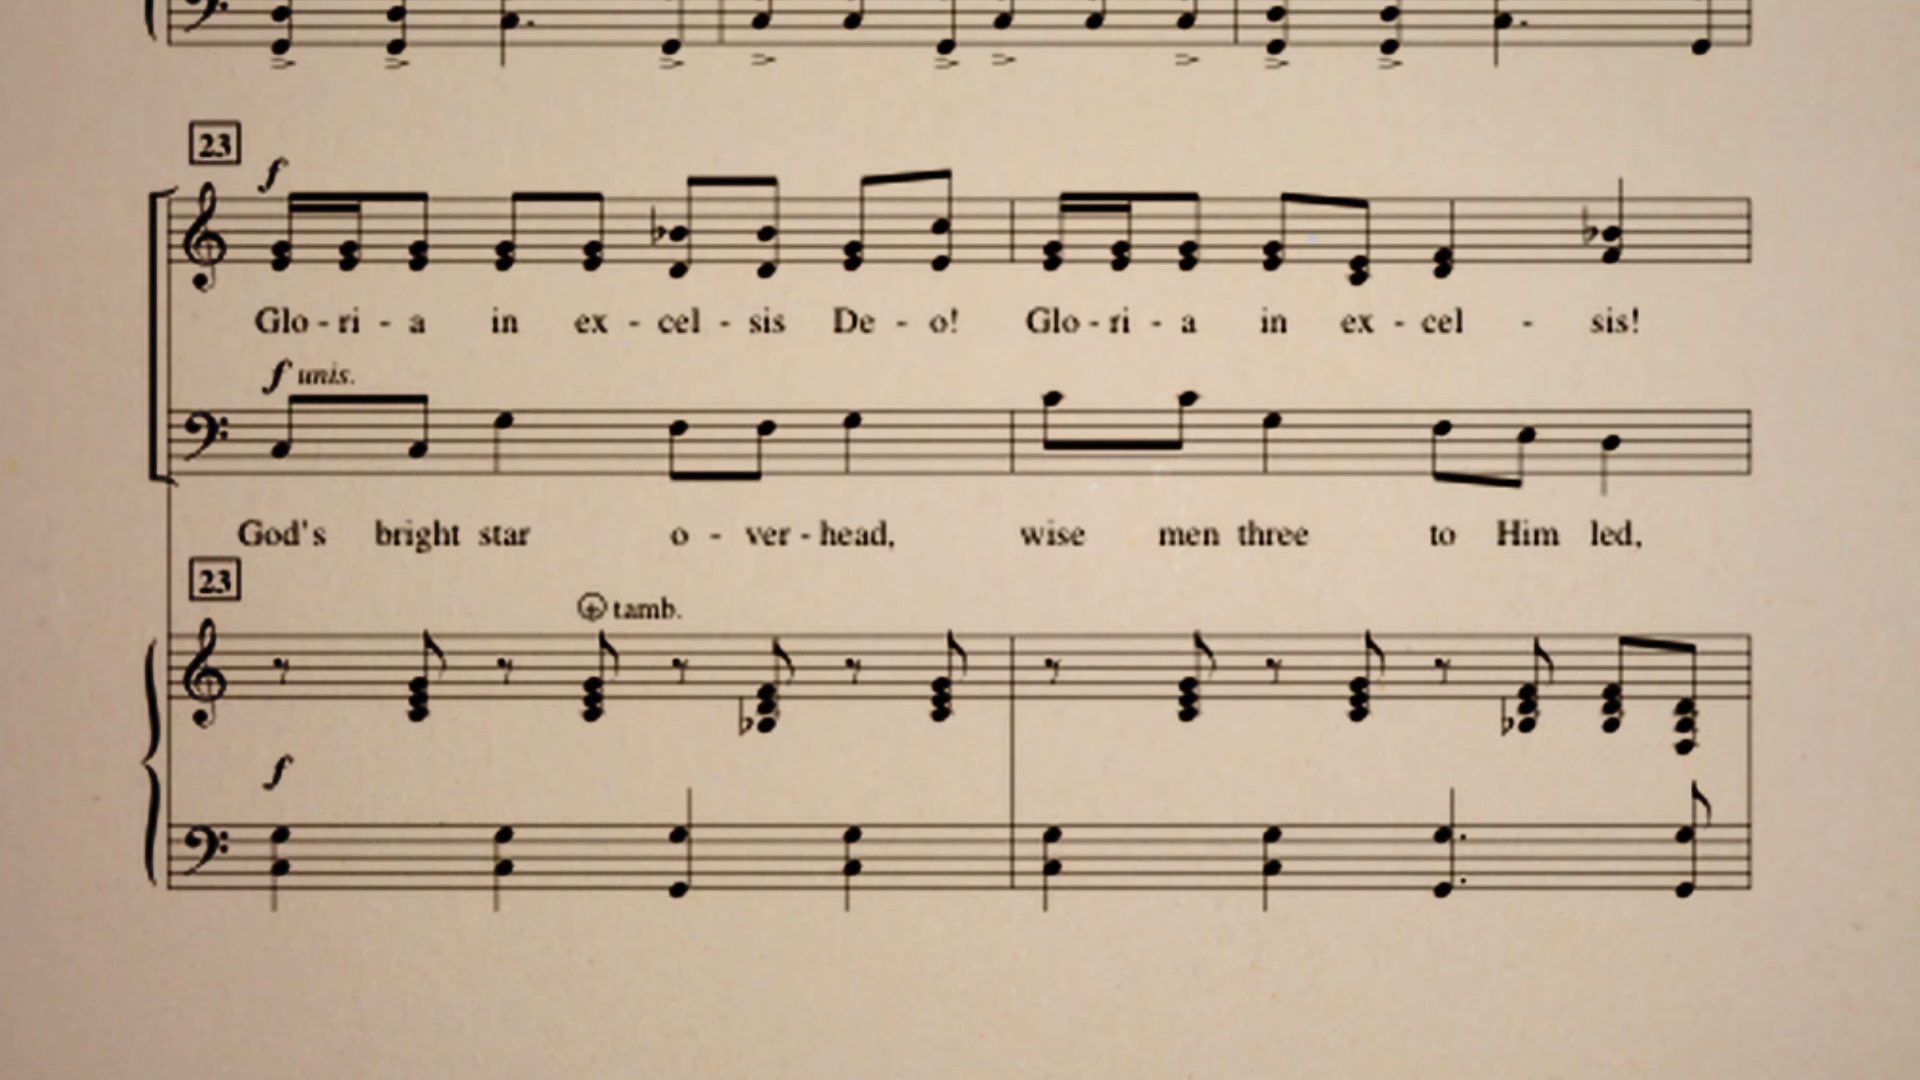 23
f
Glo - ri - a in ex - cel - sis De - o! Glo - ri - a in ex - cel - sis!
f unis.
God's bright star o - ver - head, wise men three to Him led,
23
tamb.
f